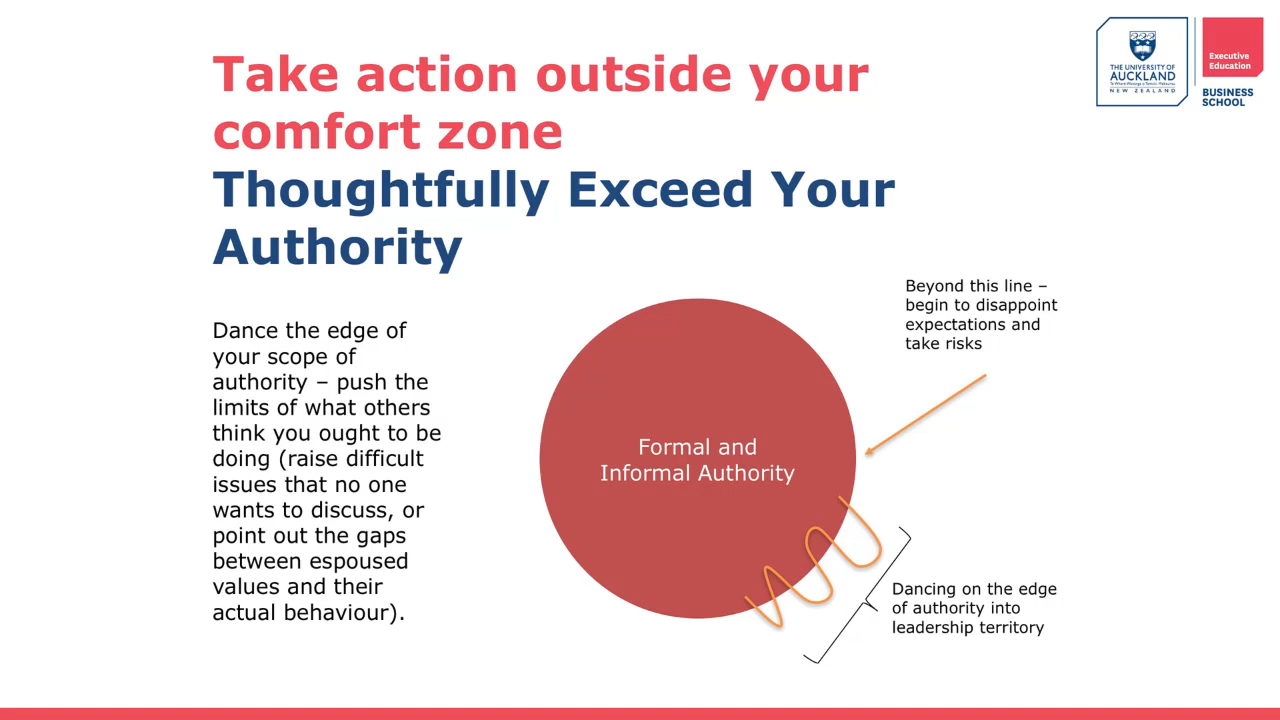 Take action outside your
comfort zone
Thoughtfully Exceed Your
Authority
THE UNIVERSITY OF
AUCKLAND
NEW ZEALAND
Executive
Education
BUSINESS
SCHOOL
Dance the edge of
your scope of
authority – push the
limits of what others
think you ought to be
doing (raise difficult
issues that no one
wants to discuss, or
point out the gaps
between espoused
values and their
actual behaviour).
Formal and
Informal Authority
Beyond this line –
begin to disappoint
expectations and
take risks
Dancing on the edge
of authority into
leadership territory